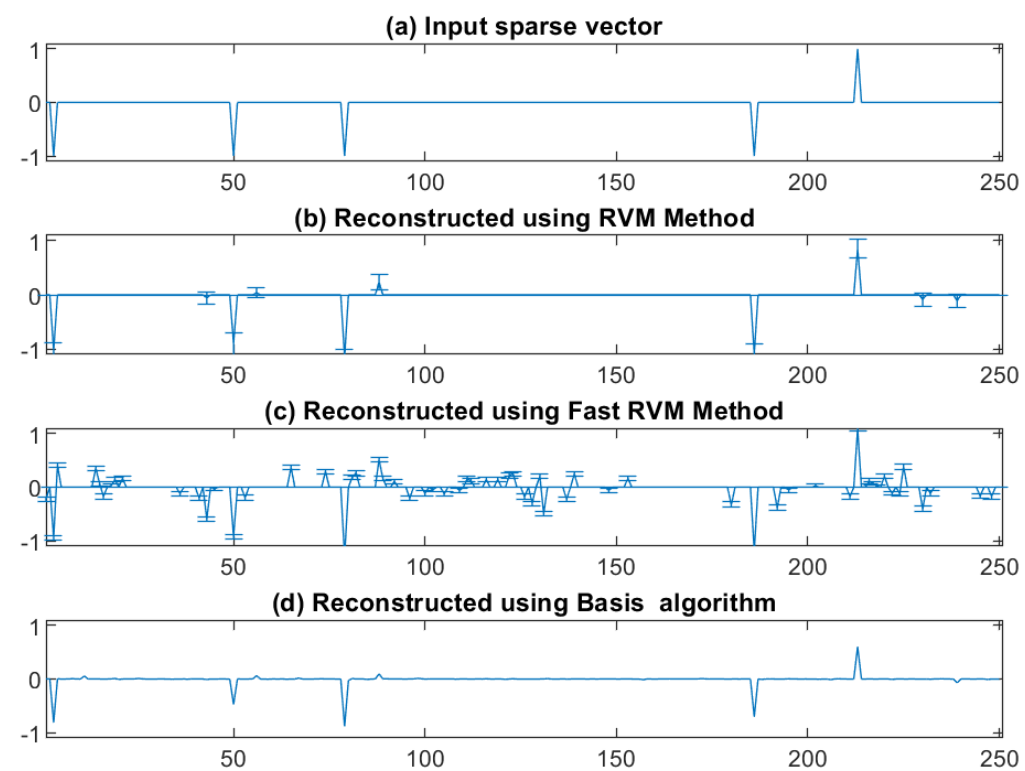 (a) Input sparse vector
1
0
-1
50 100 150 200 250
(b) Reconstructed using RVM Method
1
0
-1
50 100 150 200 250
(c) Reconstructed using Fast RVM Method
1
0
-1
50 100 150 200 250
(d) Reconstructed using Basis algorithm
1
0
-1
50 100 150 200 250